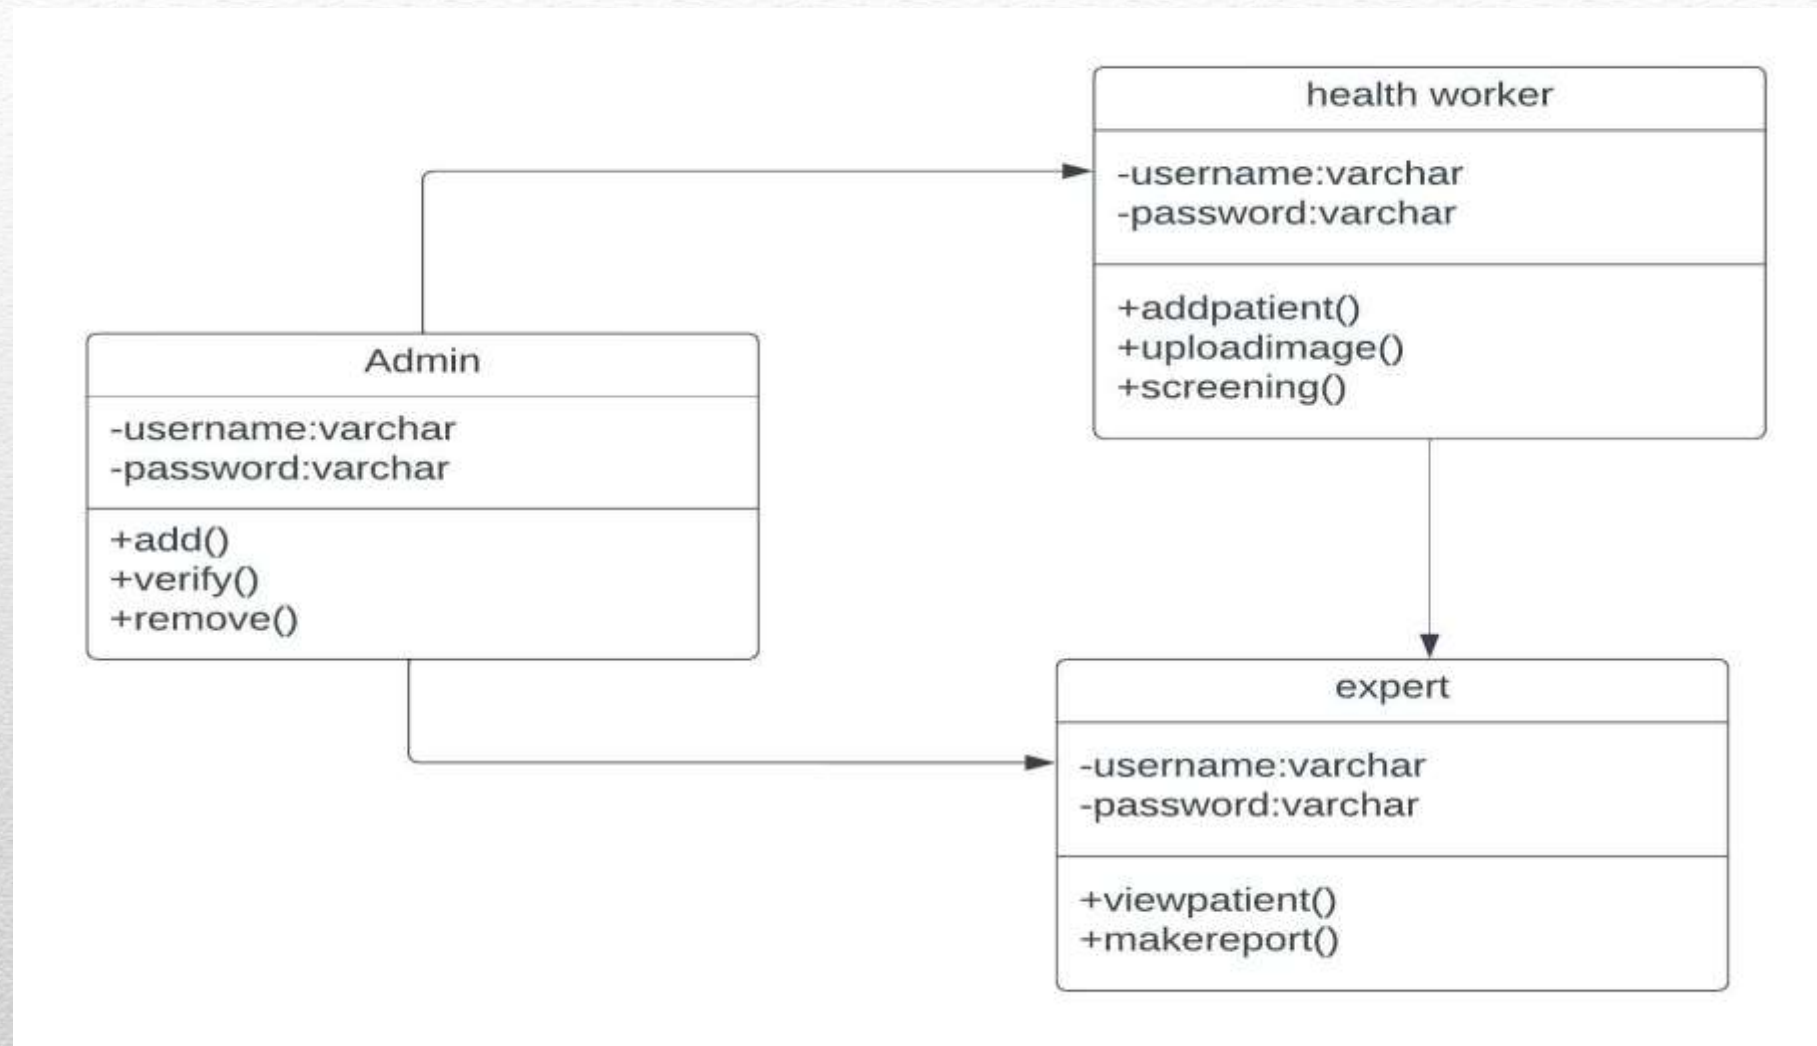 health worker
-username:varchar
-password:varchar
+addpatient()
+uploadimage()
+screening()
Admin
-username:varchar
-password:varchar
+add()
+verify()
+remove()
expert
-username:varchar
-password:varchar
+viewpatient()
+makereport()